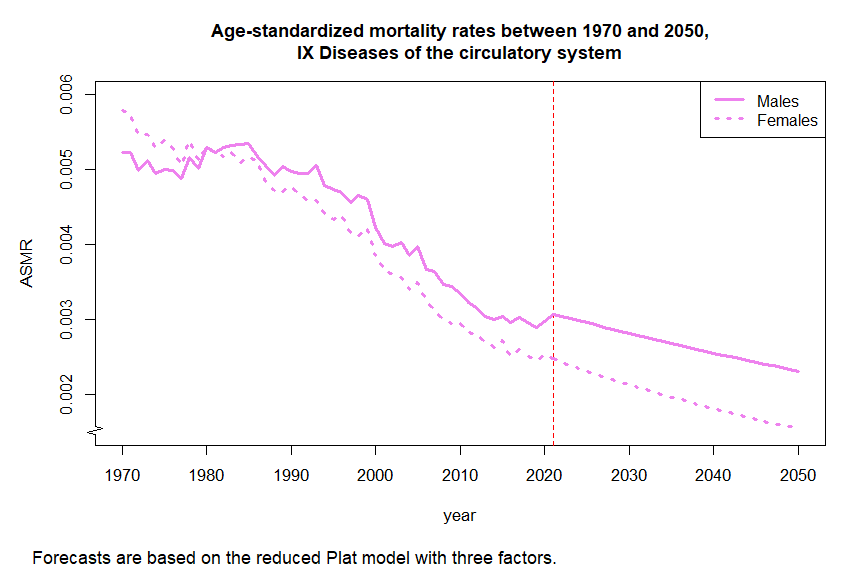 Age-standardized mortality rates between 1970 and 2050,
IX Diseases of the circulatory system
Males
Females
0.006
0.005
0.004
0.003
0.002
ASMR
1970 1980 1990 2000 2010 2020 2030 2040 2050
year
Forecasts are based on the reduced Plat model with three factors.